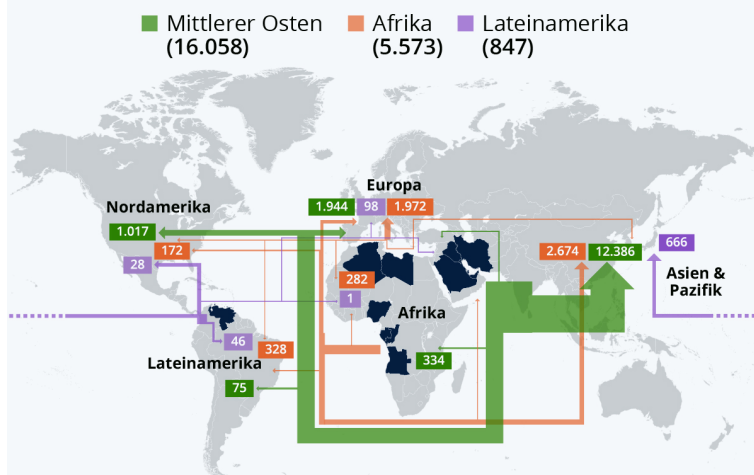 Mittlerer Osten
(16.058)
Afrika
(5.573)
Lateinamerika
(847)
Europa
1.944
98
1.972
Nordamerika
1.017
172
28
2.674
12.386
666
Asien &
Pazifik
282
1
Afrika
46
328
Lateinamerika
334
75